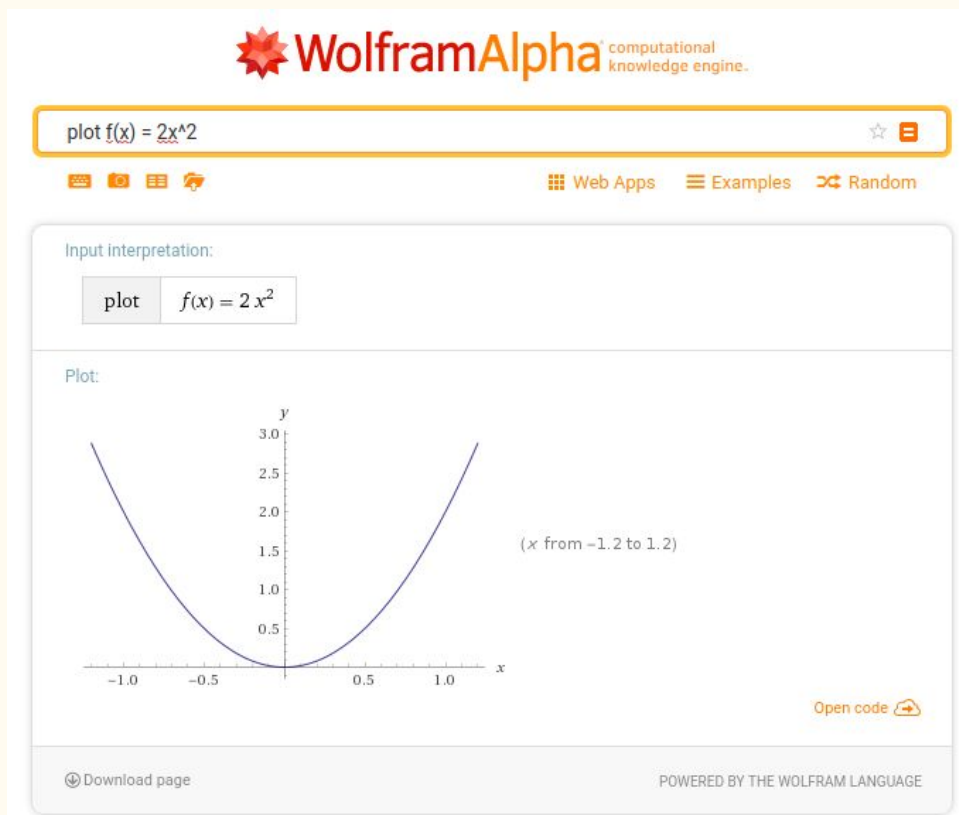 WolframAlpha computational
knowledge engine.
plot f(x) = 2x^2
Web Apps Examples Random
Input interpretation:
plot f(x) = 2 x²
Plot:
y
3.0
2.5
2.0
1.5
(x from −1.2 to 1.2)
1.0
0.5
x
−1.0 −0.5 0.5 1.0
Open code
Download page POWERED BY THE WOLFRAM LANGUAGE